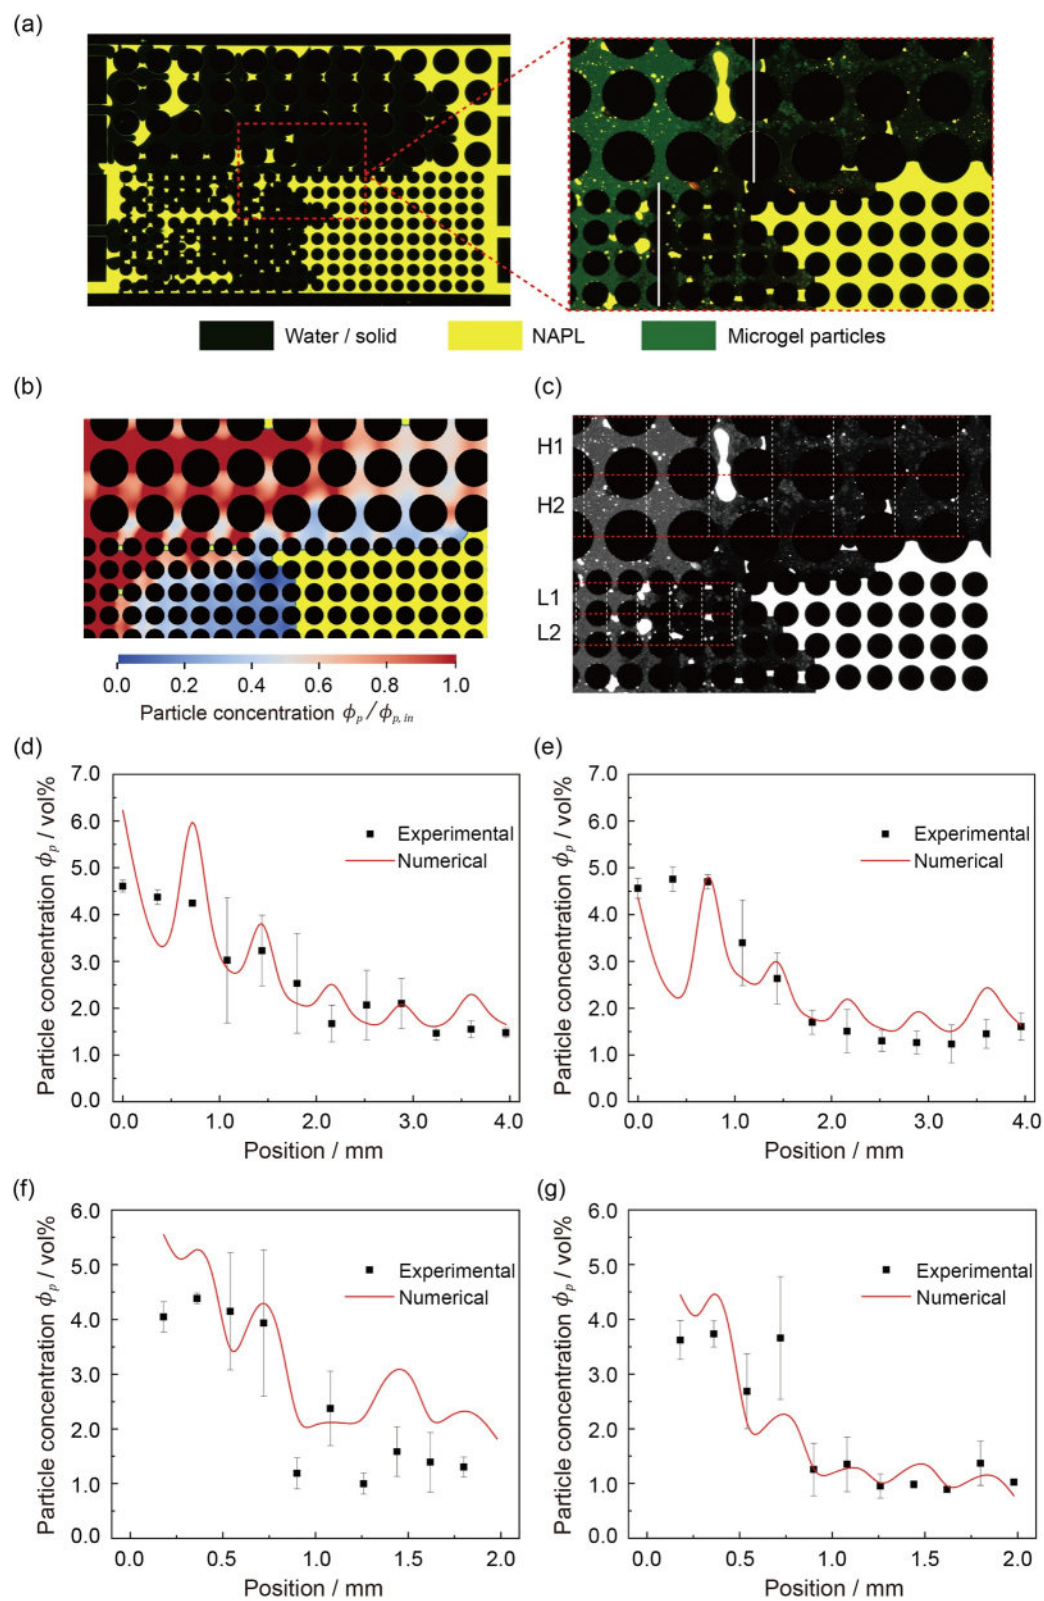 (a)
Water / solid NAPL Microgel particles
(b)
(c)
H1
H2
L1
L2
0.0 0.2 0.4 0.6 0.8 1.0
Particle concentration ϕp/ϕp, in
(d)
7.0
6.0
5.0
4.0
3.0
2.0
1.0
0.0
Particle concentration ϕp / vol%
Experimental
Numerical
0.0 1.0 2.0 3.0 4.0
Position / mm
(e)
7.0
6.0
5.0
4.0
3.0
2.0
1.0
0.0
Particle concentration ϕp / vol%
Experimental
Numerical
0.0 1.0 2.0 3.0 4.0
Position / mm
(f)
6.0
5.0
4.0
3.0
2.0
1.0
0.0
Particle concentration ϕp / vol%
Experimental
Numerical
0.0 0.5 1.0 1.5 2.0
Position / mm
(g)
6.0
5.0
4.0
3.0
2.0
1.0
0.0
Particle concentration ϕp / vol%
Experimental
Numerical
0.0 0.5 1.0 1.5 2.0
Position / mm